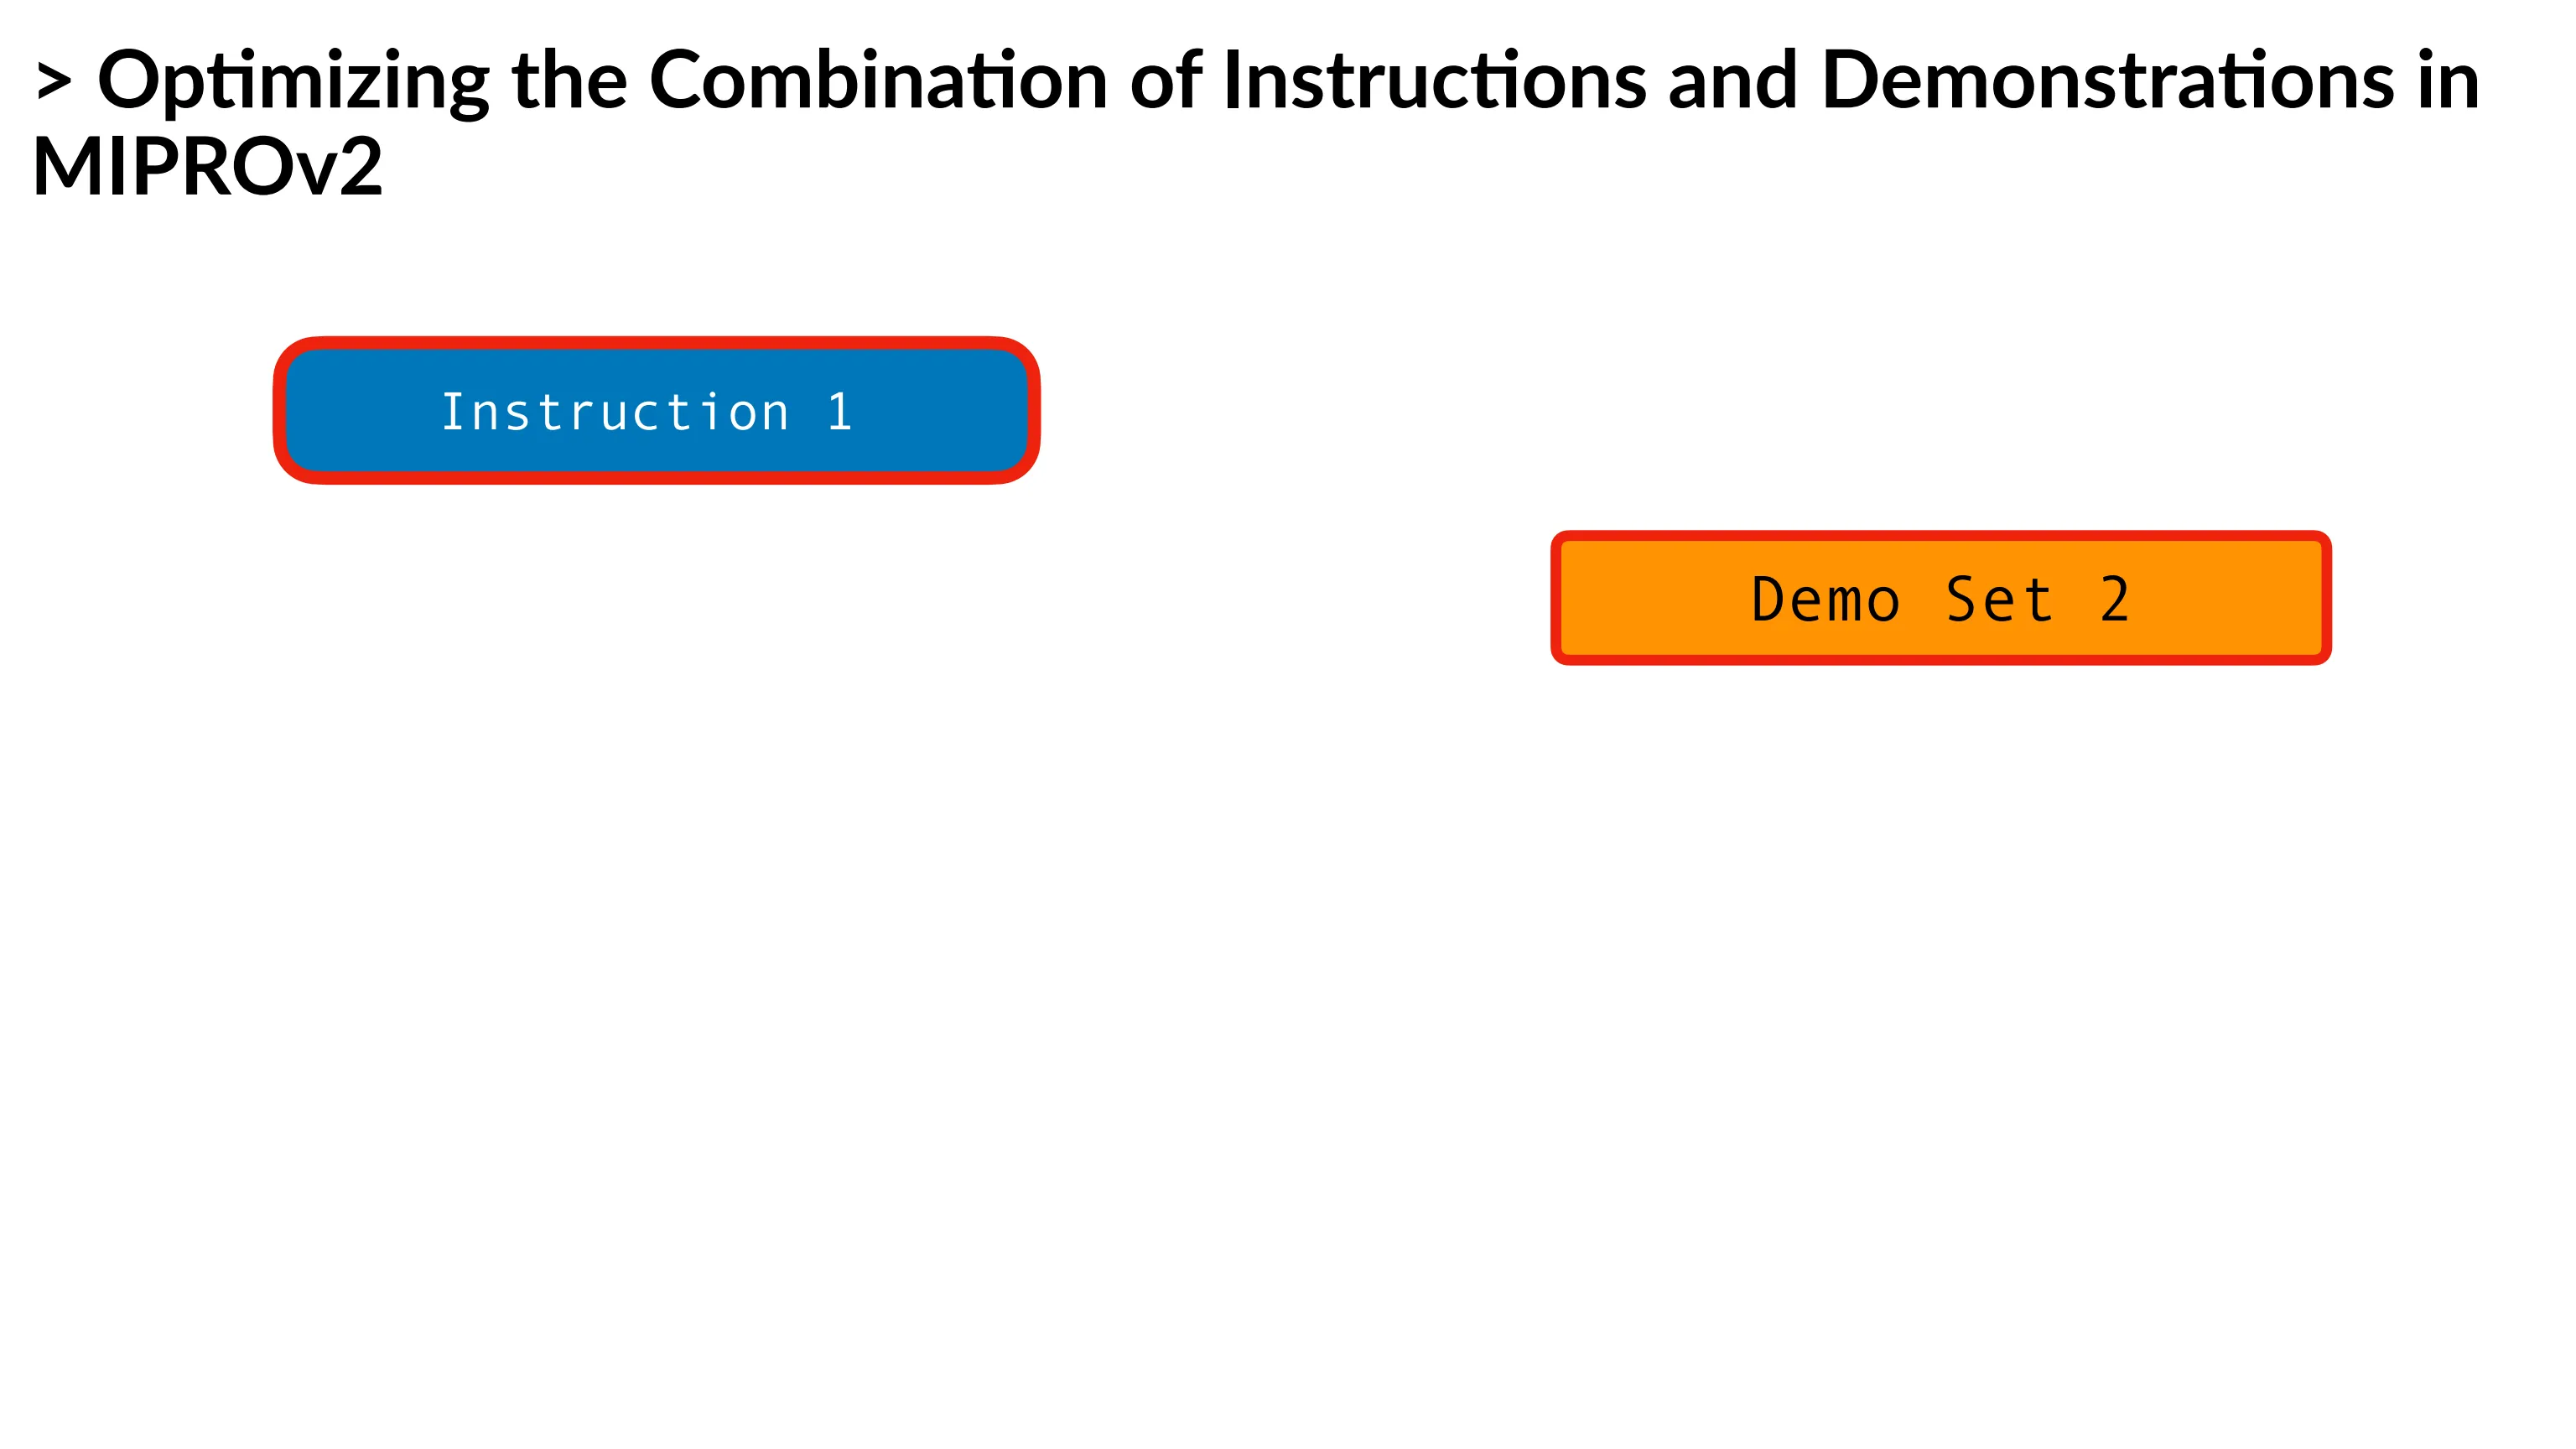 > Optimizing the Combination of Instructions and Demonstrations in
MIPROv2
Instruction 1
Demo Set 2